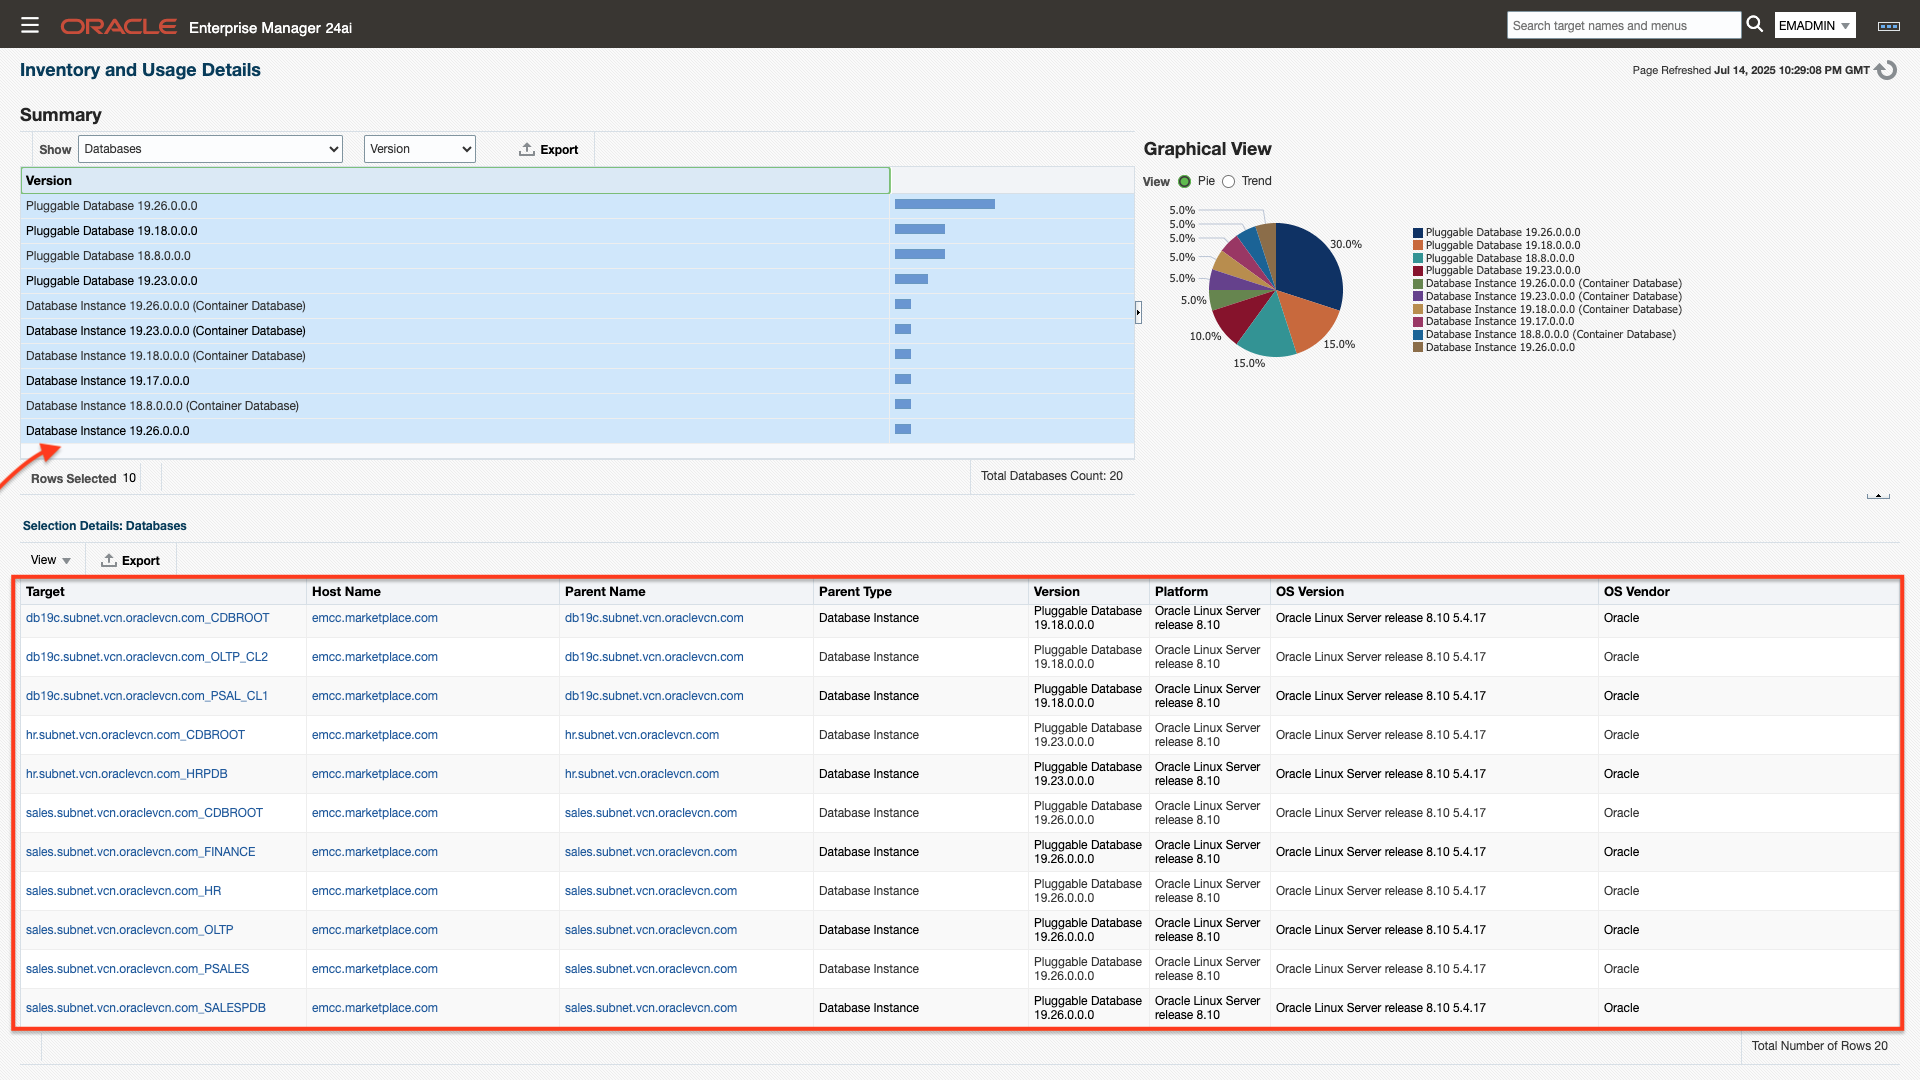 ORACLE Enterprise Manager 24ai
Search target names and menus
EMADMIN
Inventory and Usage Details
Page Refreshed Jul 14, 2025 10:29:08 PM GMT
Summary
Show Databases Version Export
Version
Pluggable Database 19.26.0.0.0
Pluggable Database 19.18.0.0.0
Pluggable Database 18.8.0.0.0
Pluggable Database 19.23.0.0.0
Database Instance 19.26.0.0.0 (Container Database)
Database Instance 19.23.0.0.0 (Container Database)
Database Instance 19.18.0.0.0 (Container Database)
Database Instance 19.17.0.0.0
Database Instance 18.8.0.0.0 (Container Database)
Database Instance 19.26.0.0.0
Rows Selected 10
Total Databases Count: 20
Graphical View
View Pie Trend
5.0%
5.0%
5.0%
5.0%
5.0%
5.0%
10.0%
15.0%
15.0%
30.0%
Pluggable Database 19.26.0.0.0
Pluggable Database 19.18.0.0.0
Pluggable Database 18.8.0.0.0
Pluggable Database 19.23.0.0.0
Database Instance 19.26.0.0.0 (Container Database)
Database Instance 19.23.0.0.0 (Container Database)
Database Instance 19.18.0.0.0 (Container Database)
Database Instance 19.17.0.0.0
Database Instance 18.8.0.0.0 (Container Database)
Database Instance 19.26.0.0.0
Selection Details: Databases
View Export
Target Host Name Parent Name Parent Type Version Platform OS Version OS Vendor
db19c.subnet.vcn.oraclevcn.com_CDBROOT emcc.marketplace.com db19c.subnet.vcn.oraclevcn.com Database Instance Pluggable Database 19.18.0.0.0 Oracle Linux Server release 8.10 Oracle Linux Server release 8.10 5.4.17 Oracle
db19c.subnet.vcn.oraclevcn.com_OLTP_CL2 emcc.marketplace.com db19c.subnet.vcn.oraclevcn.com Database Instance Pluggable Database 19.18.0.0.0 Oracle Linux Server release 8.10 Oracle Linux Server release 8.10 5.4.17 Oracle
db19c.subnet.vcn.oraclevcn.com_PSAL_CL1 emcc.marketplace.com db19c.subnet.vcn.oraclevcn.com Database Instance Pluggable Database 19.18.0.0.0 Oracle Linux Server release 8.10 Oracle Linux Server release 8.10 5.4.17 Oracle
hr.subnet.vcn.oraclevcn.com_CDBROOT emcc.marketplace.com hr.subnet.vcn.oraclevcn.com Database Instance Pluggable Database 19.23.0.0.0 Oracle Linux Server release 8.10 Oracle Linux Server release 8.10 5.4.17 Oracle
hr.subnet.vcn.oraclevcn.com_HRPDB emcc.marketplace.com hr.subnet.vcn.oraclevcn.com Database Instance Pluggable Database 19.23.0.0.0 Oracle Linux Server release 8.10 Oracle Linux Server release 8.10 5.4.17 Oracle
sales.subnet.vcn.oraclevcn.com_CDBROOT emcc.marketplace.com sales.subnet.vcn.oraclevcn.com Database Instance Pluggable Database 19.26.0.0.0 Oracle Linux Server release 8.10 Oracle Linux Server release 8.10 5.4.17 Oracle
sales.subnet.vcn.oraclevcn.com_FINANCE emcc.marketplace.com sales.subnet.vcn.oraclevcn.com Database Instance Pluggable Database 19.26.0.0.0 Oracle Linux Server release 8.10 Oracle Linux Server release 8.10 5.4.17 Oracle
sales.subnet.vcn.oraclevcn.com_HR emcc.marketplace.com sales.subnet.vcn.oraclevcn.com Database Instance Pluggable Database 19.26.0.0.0 Oracle Linux Server release 8.10 Oracle Linux Server release 8.10 5.4.17 Oracle
sales.subnet.vcn.oraclevcn.com_OLTP emcc.marketplace.com sales.subnet.vcn.oraclevcn.com Database Instance Pluggable Database 19.26.0.0.0 Oracle Linux Server release 8.10 Oracle Linux Server release 8.10 5.4.17 Oracle
sales.subnet.vcn.oraclevcn.com_PSALES emcc.marketplace.com sales.subnet.vcn.oraclevcn.com Database Instance Pluggable Database 19.26.0.0.0 Oracle Linux Server release 8.10 Oracle Linux Server release 8.10 5.4.17 Oracle
sales.subnet.vcn.oraclevcn.com_SALESPDB emcc.marketplace.com sales.subnet.vcn.oraclevcn.com Database Instance Pluggable Database 19.26.0.0.0 Oracle Linux Server release 8.10 Oracle Linux Server release 8.10 5.4.17 Oracle
Total Number of Rows 20